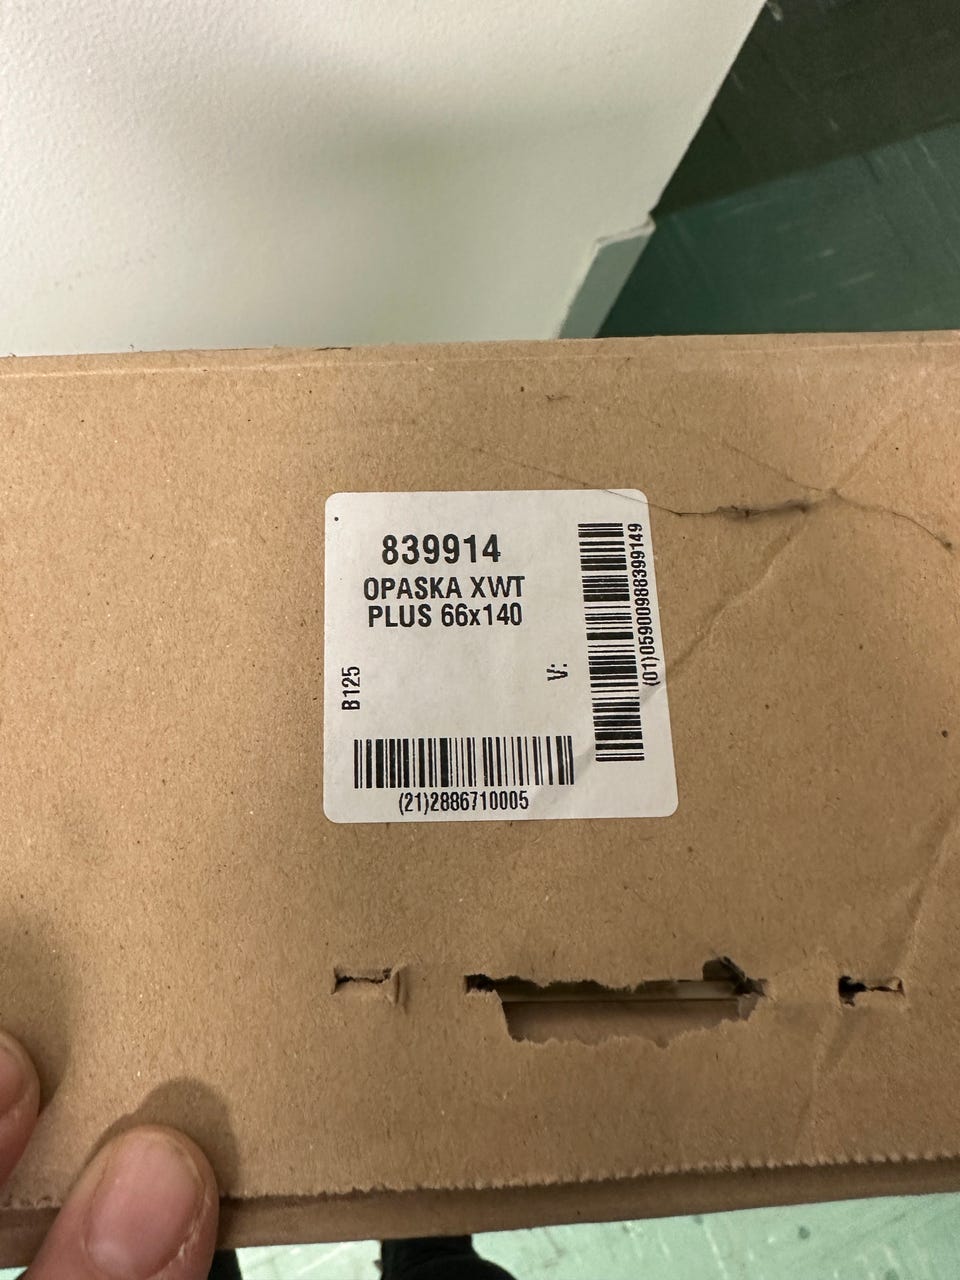 839914
OPASKA XWT
PLUS 66x140
B125
V:
(21)2886710005
(01)05900988399149